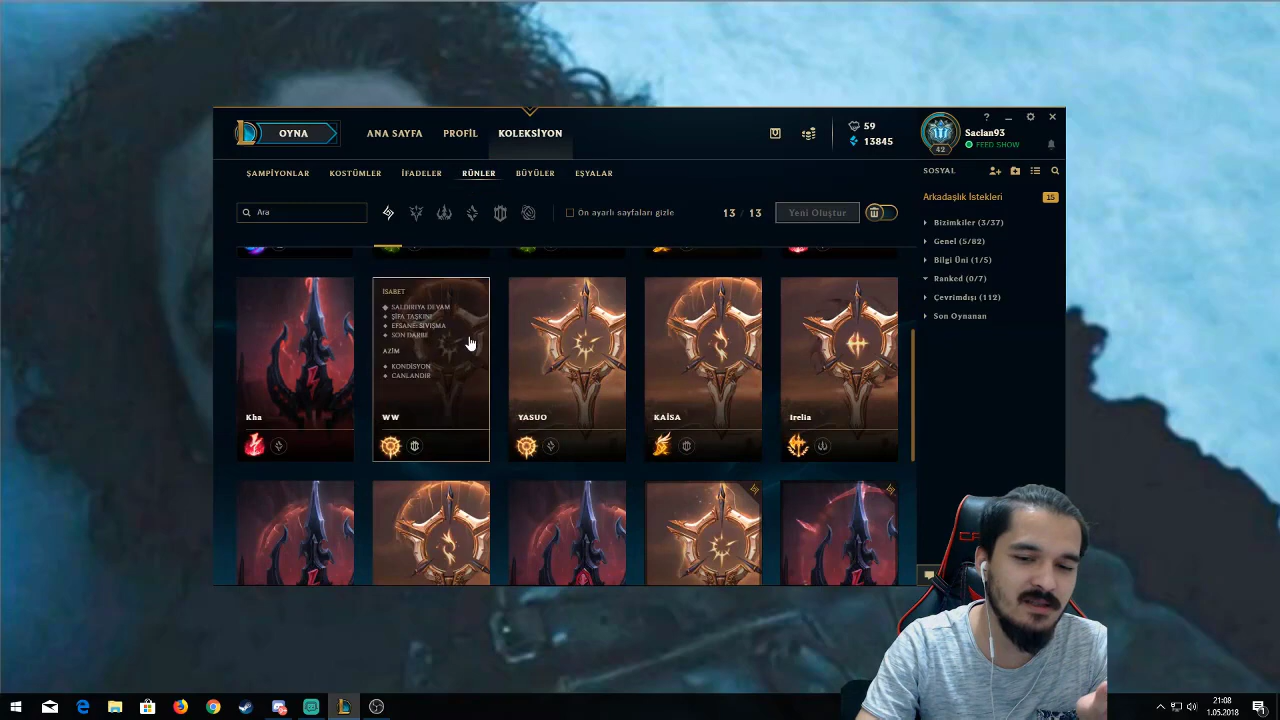 OYNA
ANA SAYFA
PROFİL
KOLEKSİYON
59
13845
42
Saclan93
FEED SHOW
ŞAMPİYONLAR
KOSTÜMLER
İFADELER
RÜNLER
BÜYÜLER
EŞYALAR
SOSYAL
Ara
Ön ayarlı sayfaları gizle
13 / 13
Yeni Oluştur
Arkadaşlık İstekleri
15
Bizimkiler (3/37)
Genel (5/82)
Bilgi Üni (1/5)
Ranked (0/7)
Çevrimdışı (112)
Son Oynanan
İSABET
SALDIRIYA DEVAM
ŞİFA TAŞKINI
EFSANE: SIVIŞMA
SON DARBE
AZİM
KONDİSYON
CANLANDIR
Kha
WW
YASUO
KAİSA
Irelia
21:08
1.05.2018